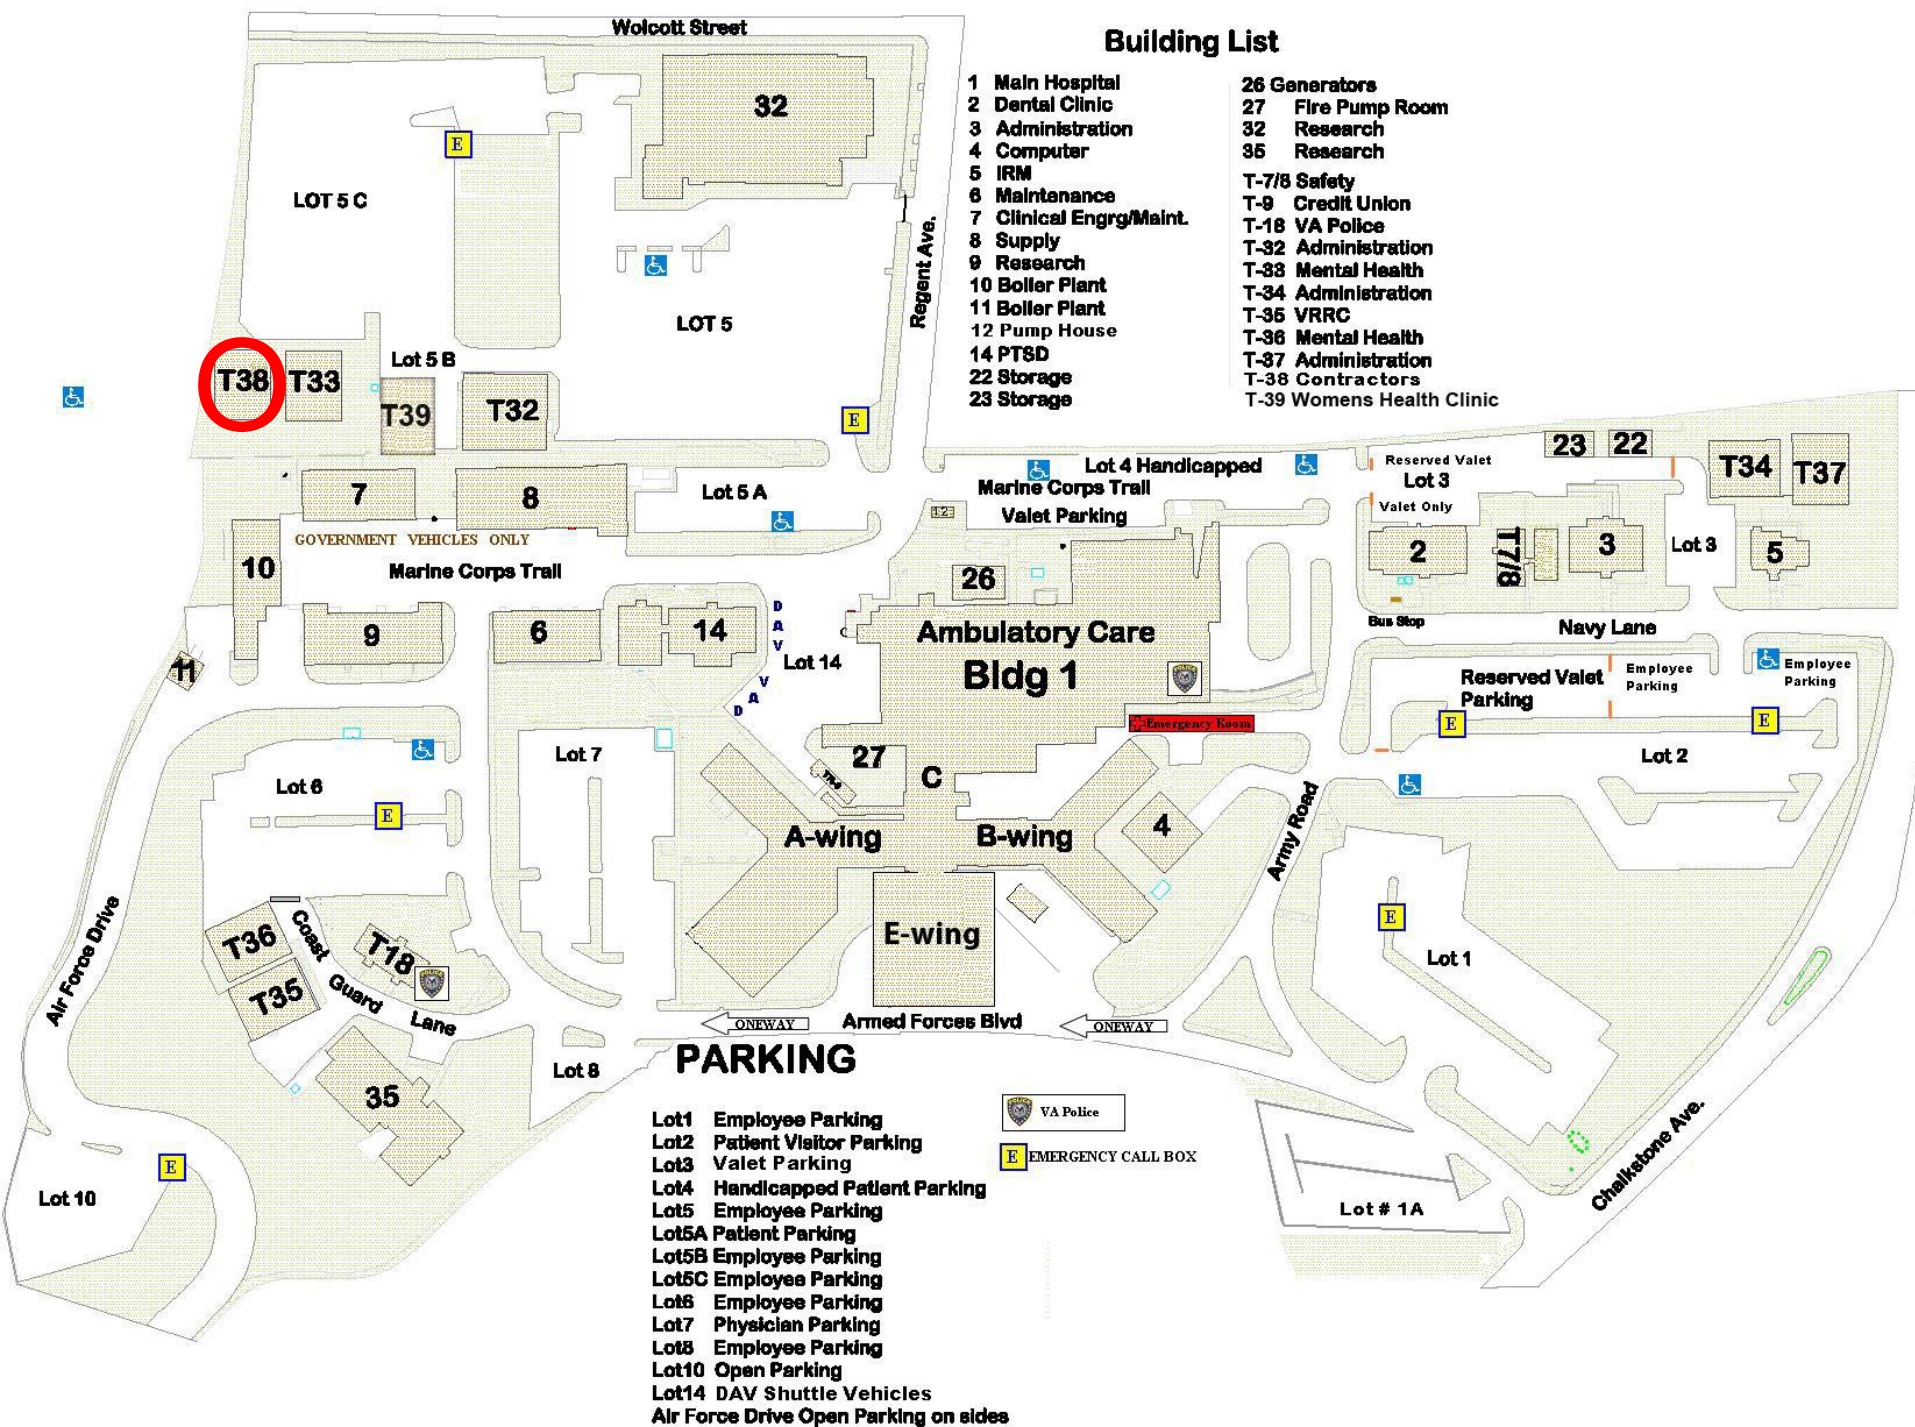 Wolcott Street
Building List
1 Main Hospital
2 Dental Clinic
3 Administration
4 Computer
5 IRM
6 Maintenance
7 Clinical Engrg/Maint.
8 Supply
9 Research
10 Boiler Plant
11 Boiler Plant
12 Pump House
14 PTSD
22 Storage
23 Storage
26 Generators
27 Fire Pump Room
32 Research
35 Research
T-7/8 Safety
T-9 Credit Union
T-18 VA Police
T-32 Administration
T-33 Mental Health
T-34 Administration
T-35 VRRC
T-36 Mental Health
T-37 Administration
T-38 Contractors
T-39 Womens Health Clinic
32
E
LOT 5 C
Regent Ave.
LOT 5
Lot 5 B
T38
T33
T39
T32
E
23
22
T34
T37
Reserved Valet
Lot 3
Valet Only
Lot 4 Handicapped
Marine Corps Trail
Valet Parking
7
8
Lot 5 A
12
GOVERNMENT VEHICLES ONLY
10
Marine Corps Trail
26
2
T7/8
3
Lot 3
5
Bus Stop
Navy Lane
9
6
14
D A V
Lot 14
D A V
Ambulatory Care
Bldg 1
11
Reserved Valet
Parking
Employee
Parking
Employee
Parking
Emergency Room
E
E
Lot 7
27
C
Lot 2
Lot 6
E
A-wing
B-wing
4
Army Road
Air Force Drive
T36
T35
Coast Guard Lane
T18
E-wing
E
Lot 1
ONEWAY
Armed Forces Blvd
ONEWAY
35
Lot 8
PARKING
Lot1 Employee Parking
Lot2 Patient Visitor Parking
Lot3 Valet Parking
Lot4 Handicapped Patient Parking
Lot5 Employee Parking
Lot5A Patient Parking
Lot5B Employee Parking
Lot5C Employee Parking
Lot6 Employee Parking
Lot7 Physician Parking
Lot8 Employee Parking
Lot10 Open Parking
Lot14 DAV Shuttle Vehicles
Air Force Drive Open Parking on sides
VA Police
E EMERGENCY CALL BOX
E
Lot 10
Lot # 1A
Chalkstone Ave.